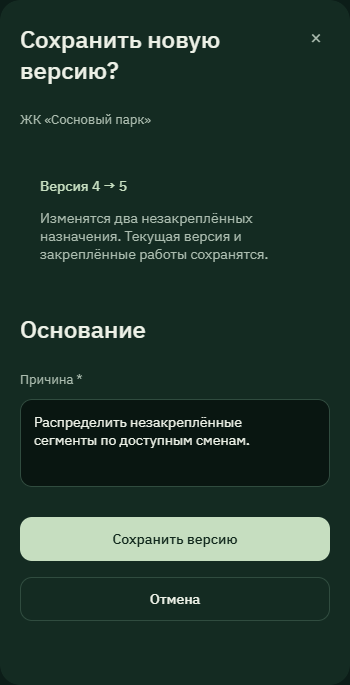 Сохранить новую
версию?
×
ЖК «Сосновый парк»
Версия 4 → 5
Изменятся два незакреплённых
назначения. Текущая версия и
закреплённые работы сохранятся.
Основание
Причина *
Распределить незакреплённые
сегменты по доступным сменам.
Сохранить версию
Отмена